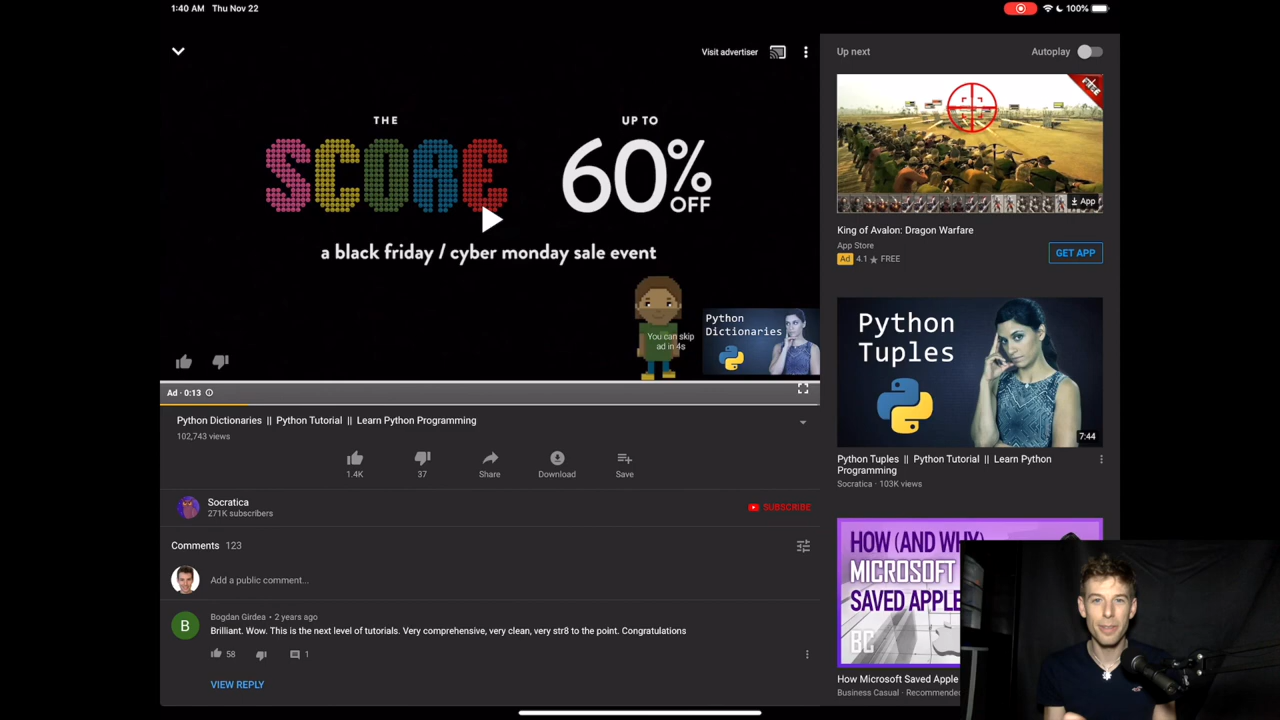 1:40 AM Thu Nov 22
100%
Visit advertiser
THE
SCORE
UP TO
60%
OFF
a black friday / cyber monday sale event
You can skip
ad in 4s
Python
Dictionaries
Ad · 0:13
Python Dictionaries || Python Tutorial || Learn Python Programming
102,743 views
1.4K
37
Share
Download
Save
Socratica
271K subscribers
SUBSCRIBE
Comments 123
Add a public comment...
B
Bogdan Girdea • 2 years ago
Brilliant. Wow. This is the next level of tutorials. Very comprehensive, very clean, very str8 to the point. Congratulations
58
1
VIEW REPLY
Up next
Autoplay
FREE
App
King of Avalon: Dragon Warfare
App Store
Ad 4.1 ★ FREE
GET APP
Python
Tuples
7:44
Python Tuples || Python Tutorial || Learn Python
Programming
Socratica · 103K views
HOW (AND WHY)
MICROSOFT
SAVED APPLE
BC
How Microsoft Saved Apple
Business Casual · Recommended